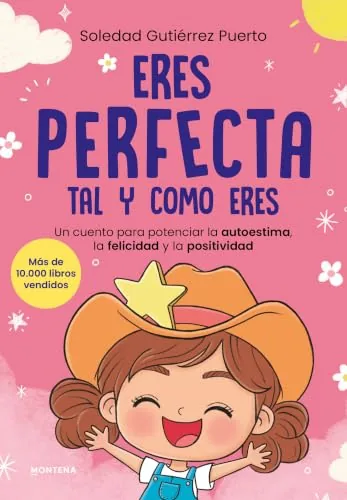 Soledad Gutiérrez Puerto
ERES
PERFECTA
TAL Y COMO ERES
Un cuento para potenciar la autoestima,
la felicidad y la positividad
Más de
10.000 libros
vendidos
MONTENA